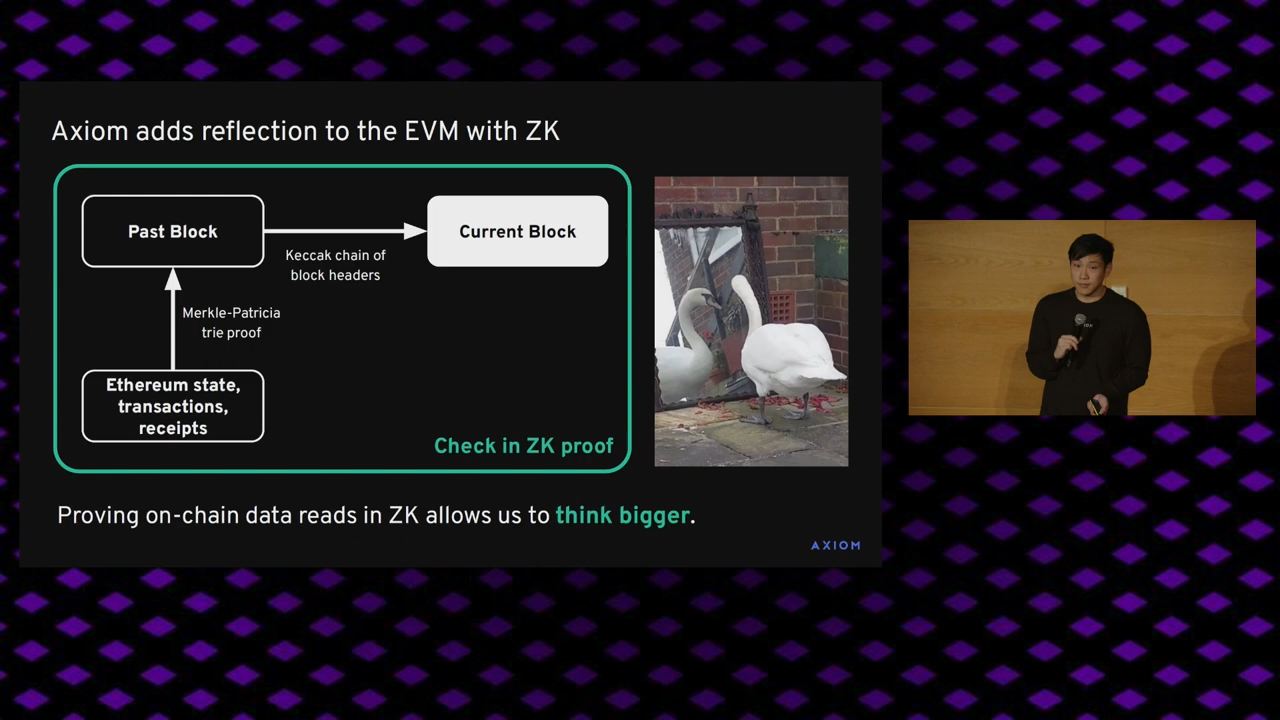 Axiom adds reflection to the EVM with ZK
Past Block
Current Block
Keccak chain of
block headers
Merkle-Patricia
trie proof
Ethereum state,
transactions,
receipts
Check in ZK proof
Proving on-chain data reads in ZK allows us to think bigger.
AXIOM